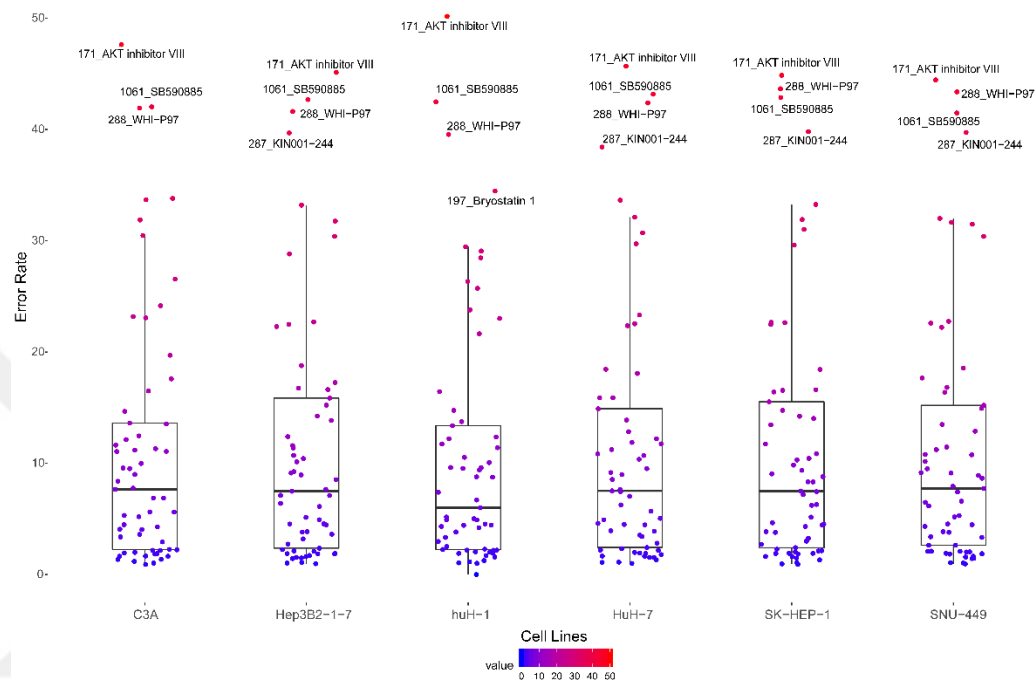 50-
171_AKT inhibitor VIII
171_AKT inhibitor VIII
171_AKT inhibitor VIII
171_AKT inhibitor VIII
171_AKT inhibitor VIII
171_AKT inhibitor VIII
1061_SB590885
1061_SB590885
1061_SB590885
1061_SB590885
288_WHI-P97
288_WHI-P97
288_WHI-P97
288_WHI-P97
288_WHI-P97
1061_SB590885
288_WHI-P97
1061_SB590885
40-
287_KIN001-244
287_KIN001-244
287_KIN001-244
287_KIN001-244
197_Bryostatin 1
30-
Error Rate
20-
10-
0-
C3A Hep3B2-1-7 huH-1 HuH-7 SK-HEP-1 SNU-449
Cell Lines
value
0 10 20 30 40 50